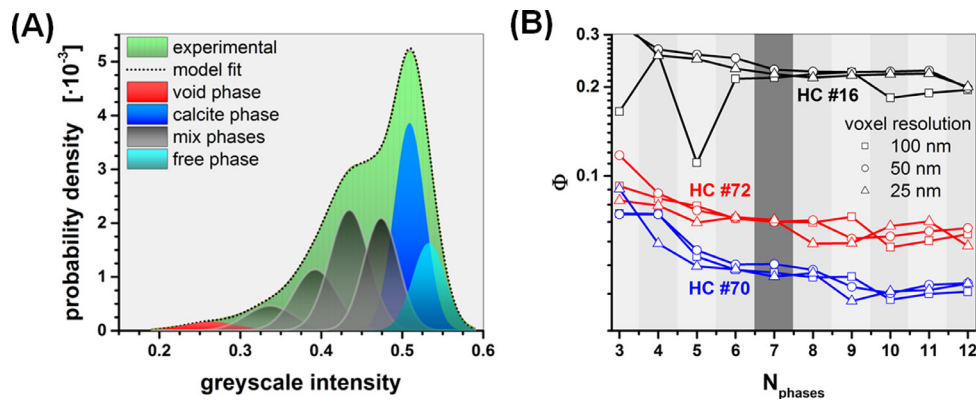 (A)
probability density [·10⁻³]
5
4
3
2
1
0
experimental
model fit
void phase
calcite phase
mix phases
free phase
0.2 0.3 0.4 0.5 0.6
greyscale intensity
(B)
Φ
0.3
0.2
0.1
HC #16
voxel resolution
100 nm
50 nm
25 nm
HC #72
HC #70
3 4 5 6 7 8 9 10 11 12
Nphases